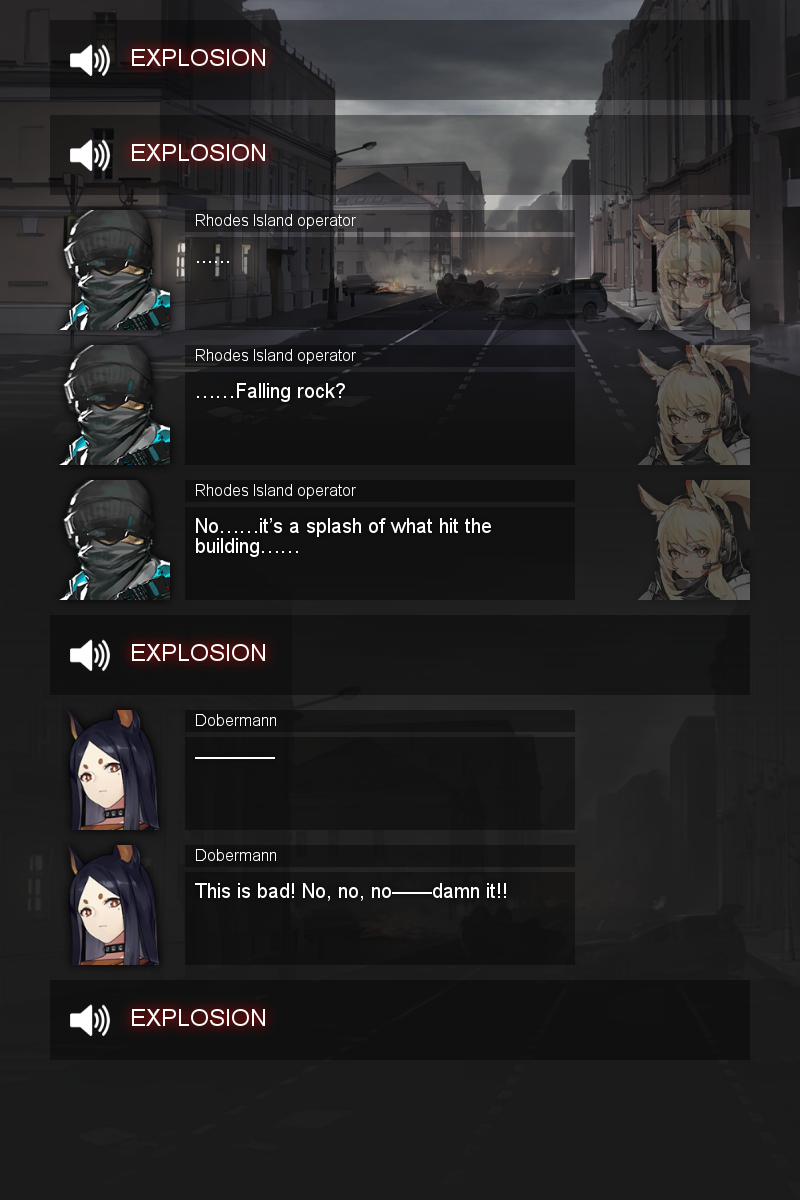 EXPLOSION
EXPLOSION
Rhodes Island operator
……
Rhodes Island operator
……Falling rock?
Rhodes Island operator
No……it’s a splash of what hit the
building……
EXPLOSION
Dobermann
————
Dobermann
This is bad! No, no, no——damn it!!
EXPLOSION